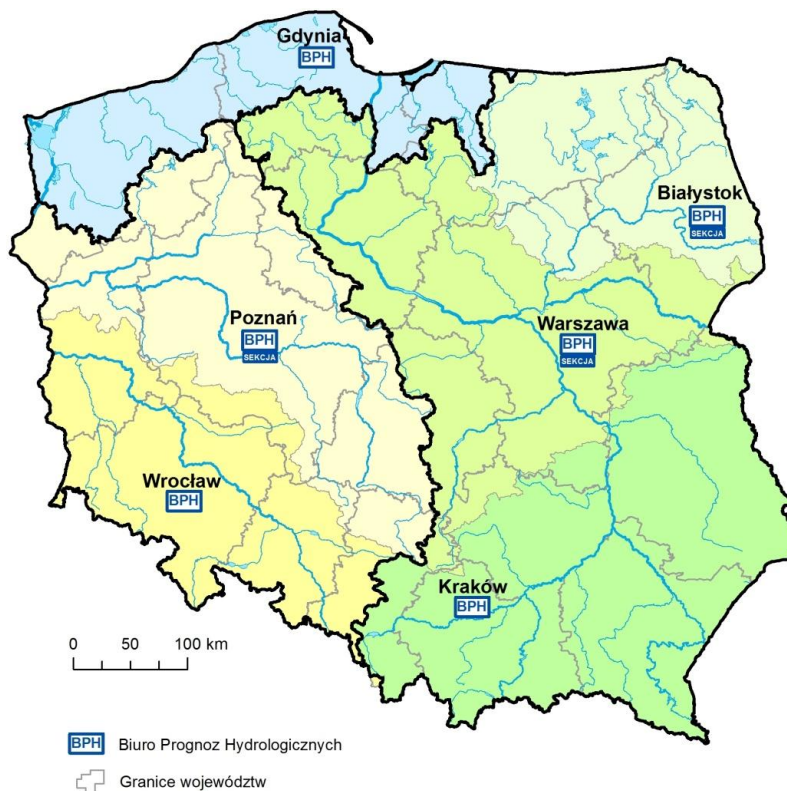 Gdynia
BPH
Białystok
BPH
SEKCJA
Poznań
BPH
SEKCJA
Warszawa
BPH
SEKCJA
Wrocław
BPH
Kraków
BPH
0 50 100 km
BPH Biuro Prognoz Hydrologicznych
Granice województw